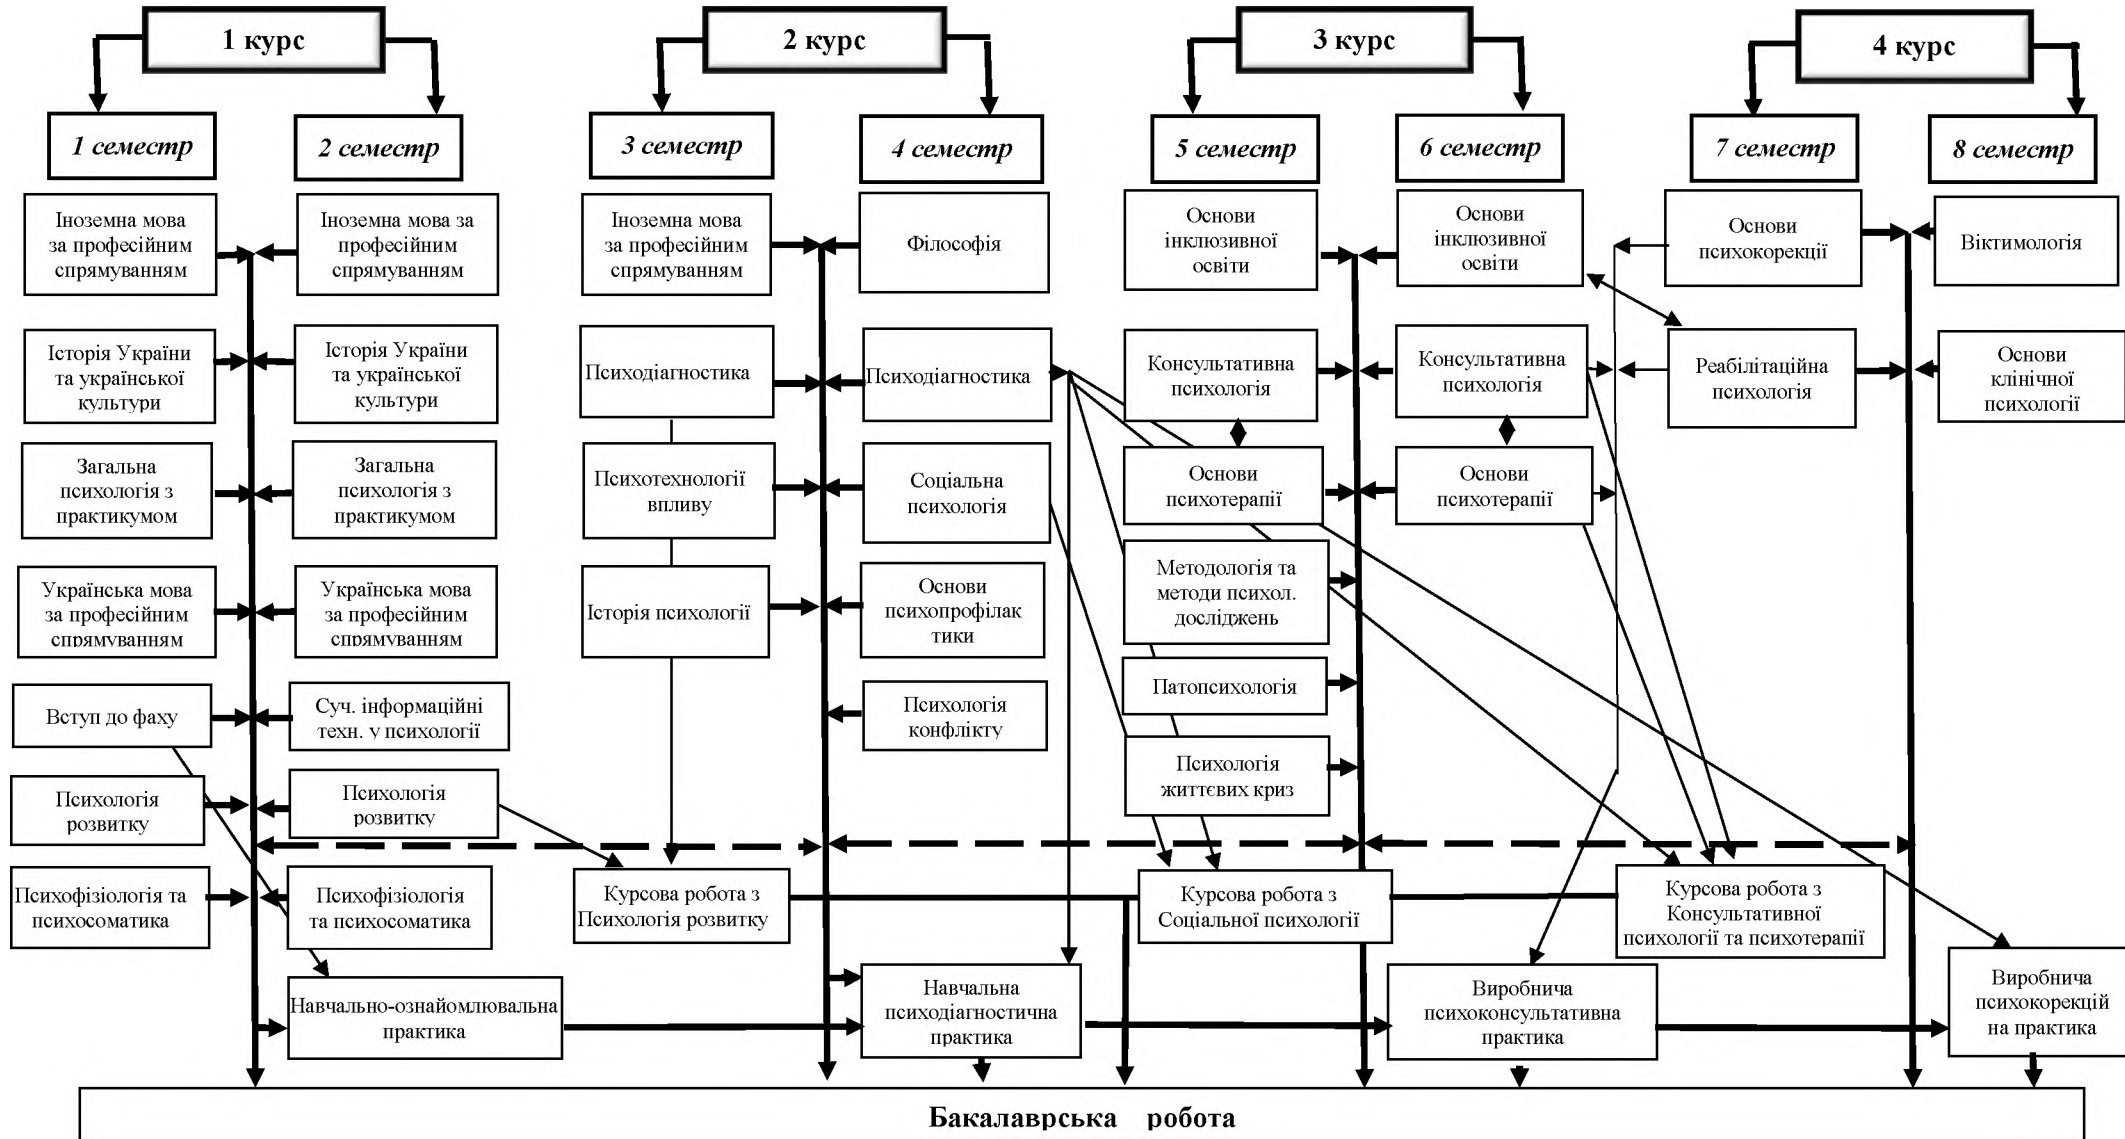 1 курс
2 курс
3 курс
4 курс
1 семестр
2 семестр
3 семестр
4 семестр
5 семестр
6 семестр
7 семестр
8 семестр
Іноземна мова
за професійним
спрямуванням
Іноземна мова за
професійним
спрямуванням
Іноземна мова
за професійним
спрямуванням
Філософія
Основи
інклюзивної
освіти
Основи
інклюзивної
освіти
Основи
психокорекції
Віктимологія
Історія України
та української
культури
Історія України
та української
культури
Психодіагностика
Психодіагностика
Консультативна
психологія
Консультативна
психологія
Реабілітаційна
психологія
Основи
клінічної
психології
Загальна
психологія з
практикумом
Загальна
психологія з
практикумом
Психотехнології
впливу
Соціальна
психологія
Основи
психотерапії
Основи
психотерапії
Українська мова
за професійним
спрямуванням
Українська мова
за професійним
спрямуванням
Історія психології
Основи
психопрофілак
тики
Методологія та
методи психол.
досліджень
Вступ до фаху
Суч. інформаційні
техн. у психології
Психологія
конфлікту
Патопсихологія
Психологія
розвитку
Психологія
розвитку
Психологія
життєвих криз
Психофізіологія та
психосоматика
Психофізіологія
та психосоматика
Курсова робота з
Психологія розвитку
Курсова робота з
Соціальної психології
Курсова робота з
Консультативної
психології та психотерапії
Навчально-ознайомлювальна
практика
Навчальна
психодіагностична
практика
Виробнича
психоконсультативна
практика
Виробнича
психокорекцій
на практика
Бакалаврська робота